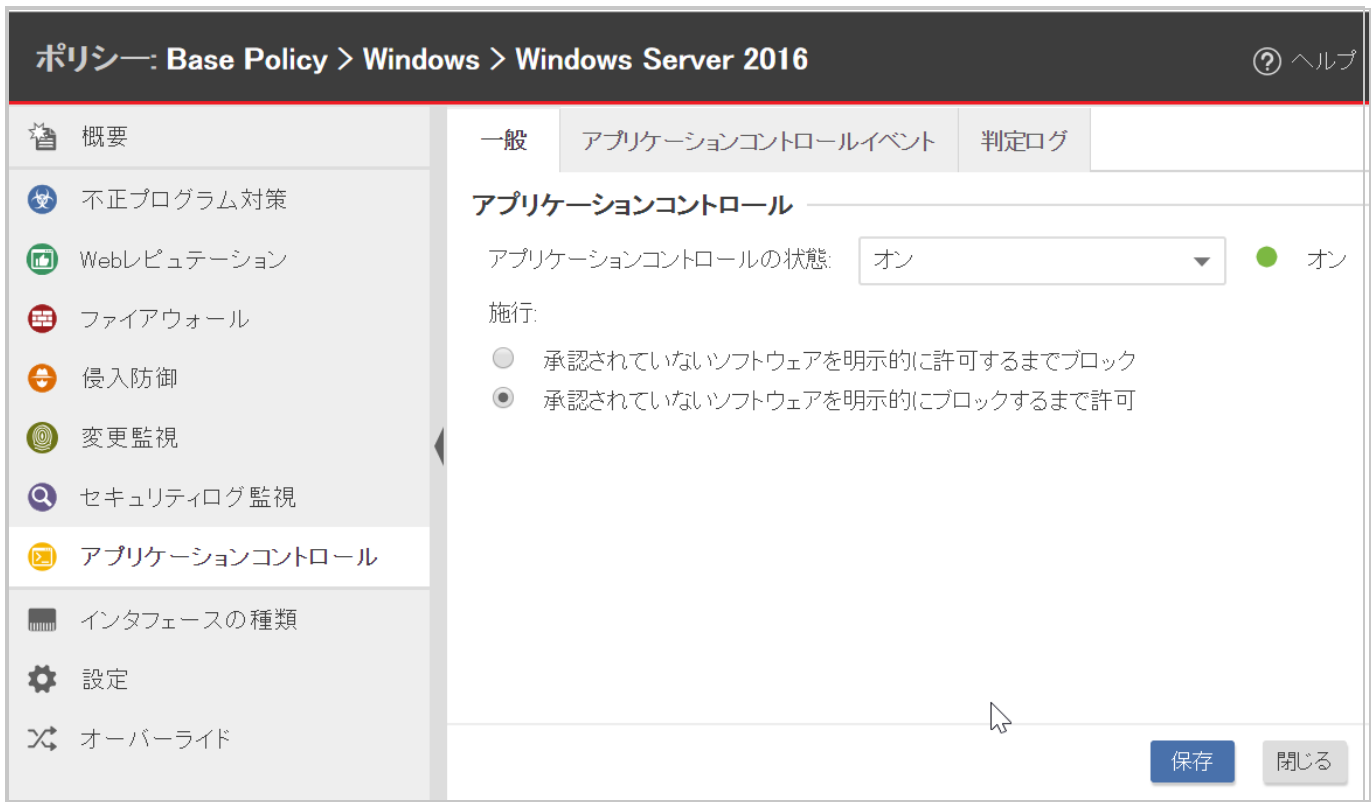 ポリシー: Base Policy > Windows > Windows Server 2016
ヘルプ
概要
不正プログラム対策
Webレピュテーション
ファイアウォール
侵入防御
変更監視
セキュリティログ監視
アプリケーションコントロール
インタフェースの種類
設定
オーバーライド
一般
アプリケーションコントロールイベント
判定ログ
アプリケーションコントロール
アプリケーションコントロールの状態: オン オン
施行:
承認されていないソフトウェアを明示的に許可するまでブロック
承認されていないソフトウェアを明示的にブロックするまで許可
保存
閉じる